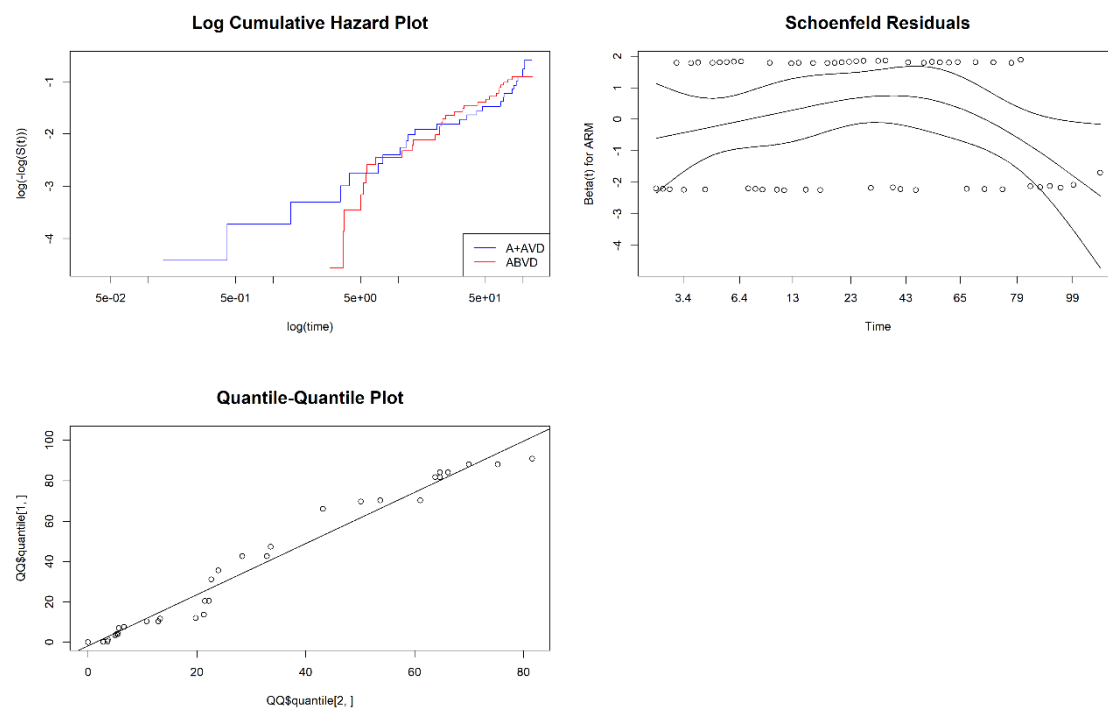 Log Cumulative Hazard Plot
log(-log(S(t)))
-1
-2
-3
-4
A+AVD
ABVD
5e-02 5e-01 5e+00 5e+01
log(time)
Schoenfeld Residuals
Beta(t) for ARM
2
1
0
-1
-2
-4
3.4 6.4 13 23 43 65 79 99
Time
Quantile-Quantile Plot
QQ$quantile[1, ]
100
80
60
40
20
0
0 20 40 60 80
QQ$quantile[2, ]